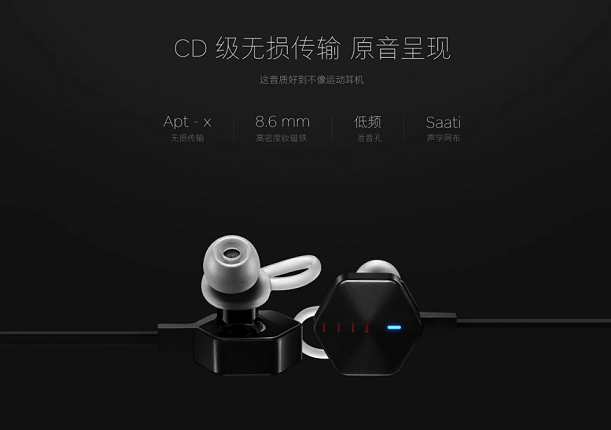 CD 级无损传输 原音呈现
这音质好到不像运动耳机
Apt - x
无损传输
8.6 mm
高密度钕磁铁
低频
泄音孔
Saati
声学网布